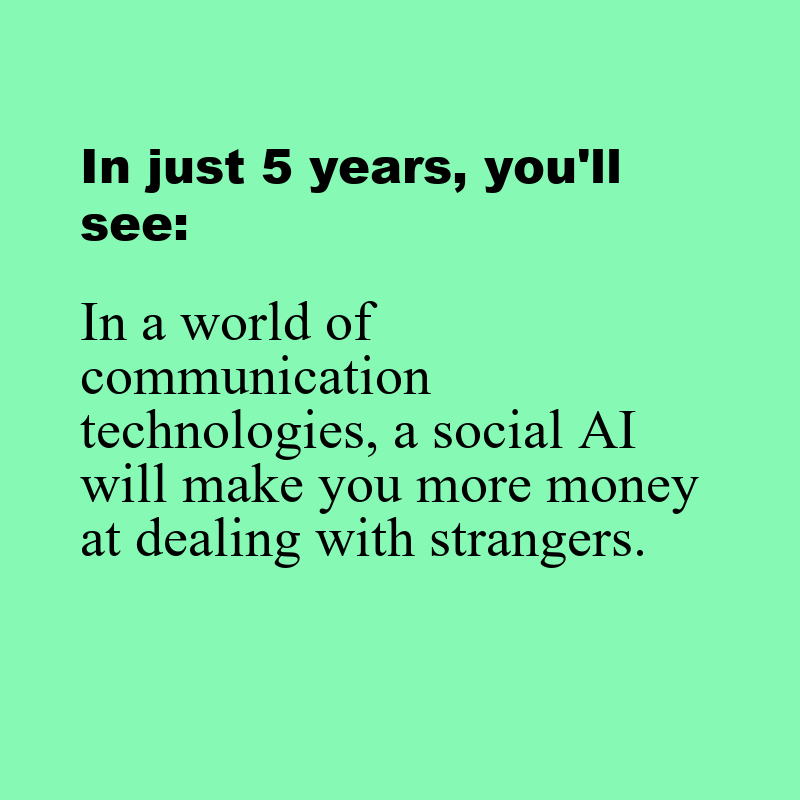 In just 5 years, you'll
see:
In a world of
communication
technologies, a social AI
will make you more money
at dealing with strangers.